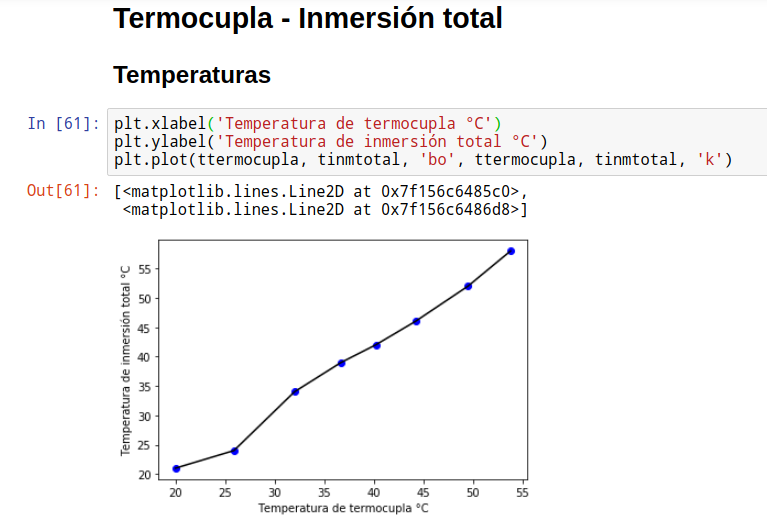 Termocupla - Inmersión total
Temperaturas
In [61]: plt.xlabel('Temperatura de termocupla °C')
plt.ylabel('Temperatura de inmersión total °C')
plt.plot(ttermocupla, tinmtotal, 'bo', ttermocupla, tinmtotal, 'k')
Out[61]: [<matplotlib.lines.Line2D at 0x7f156c6485c0>,
<matplotlib.lines.Line2D at 0x7f156c6486d8>]
Temperatura de inmersión total °C
55
50
45
40
35
30
25
20
20 25 30 35 40 45 50 55
Temperatura de termocupla °C